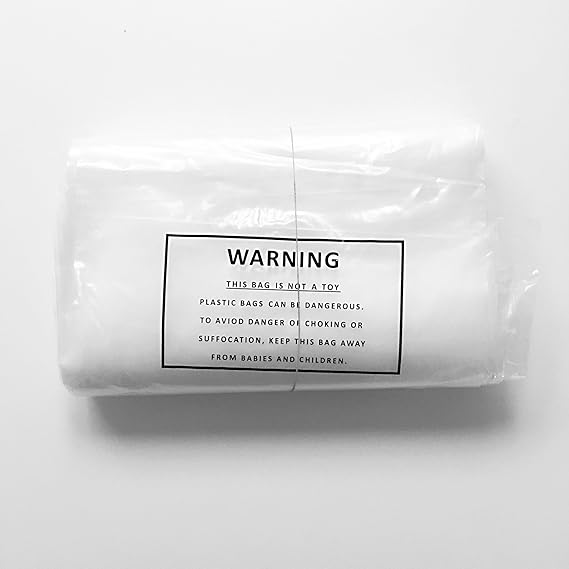 WARNING
THIS BAG IS NOT A TOY
PLASTIC BAGS CAN BE DANGEROUS.
TO AVIOD DANGER OF CHOKING OR
SUFFOCATION, KEEP THIS BAG AWAY
FROM BABIES AND CHILDREN.